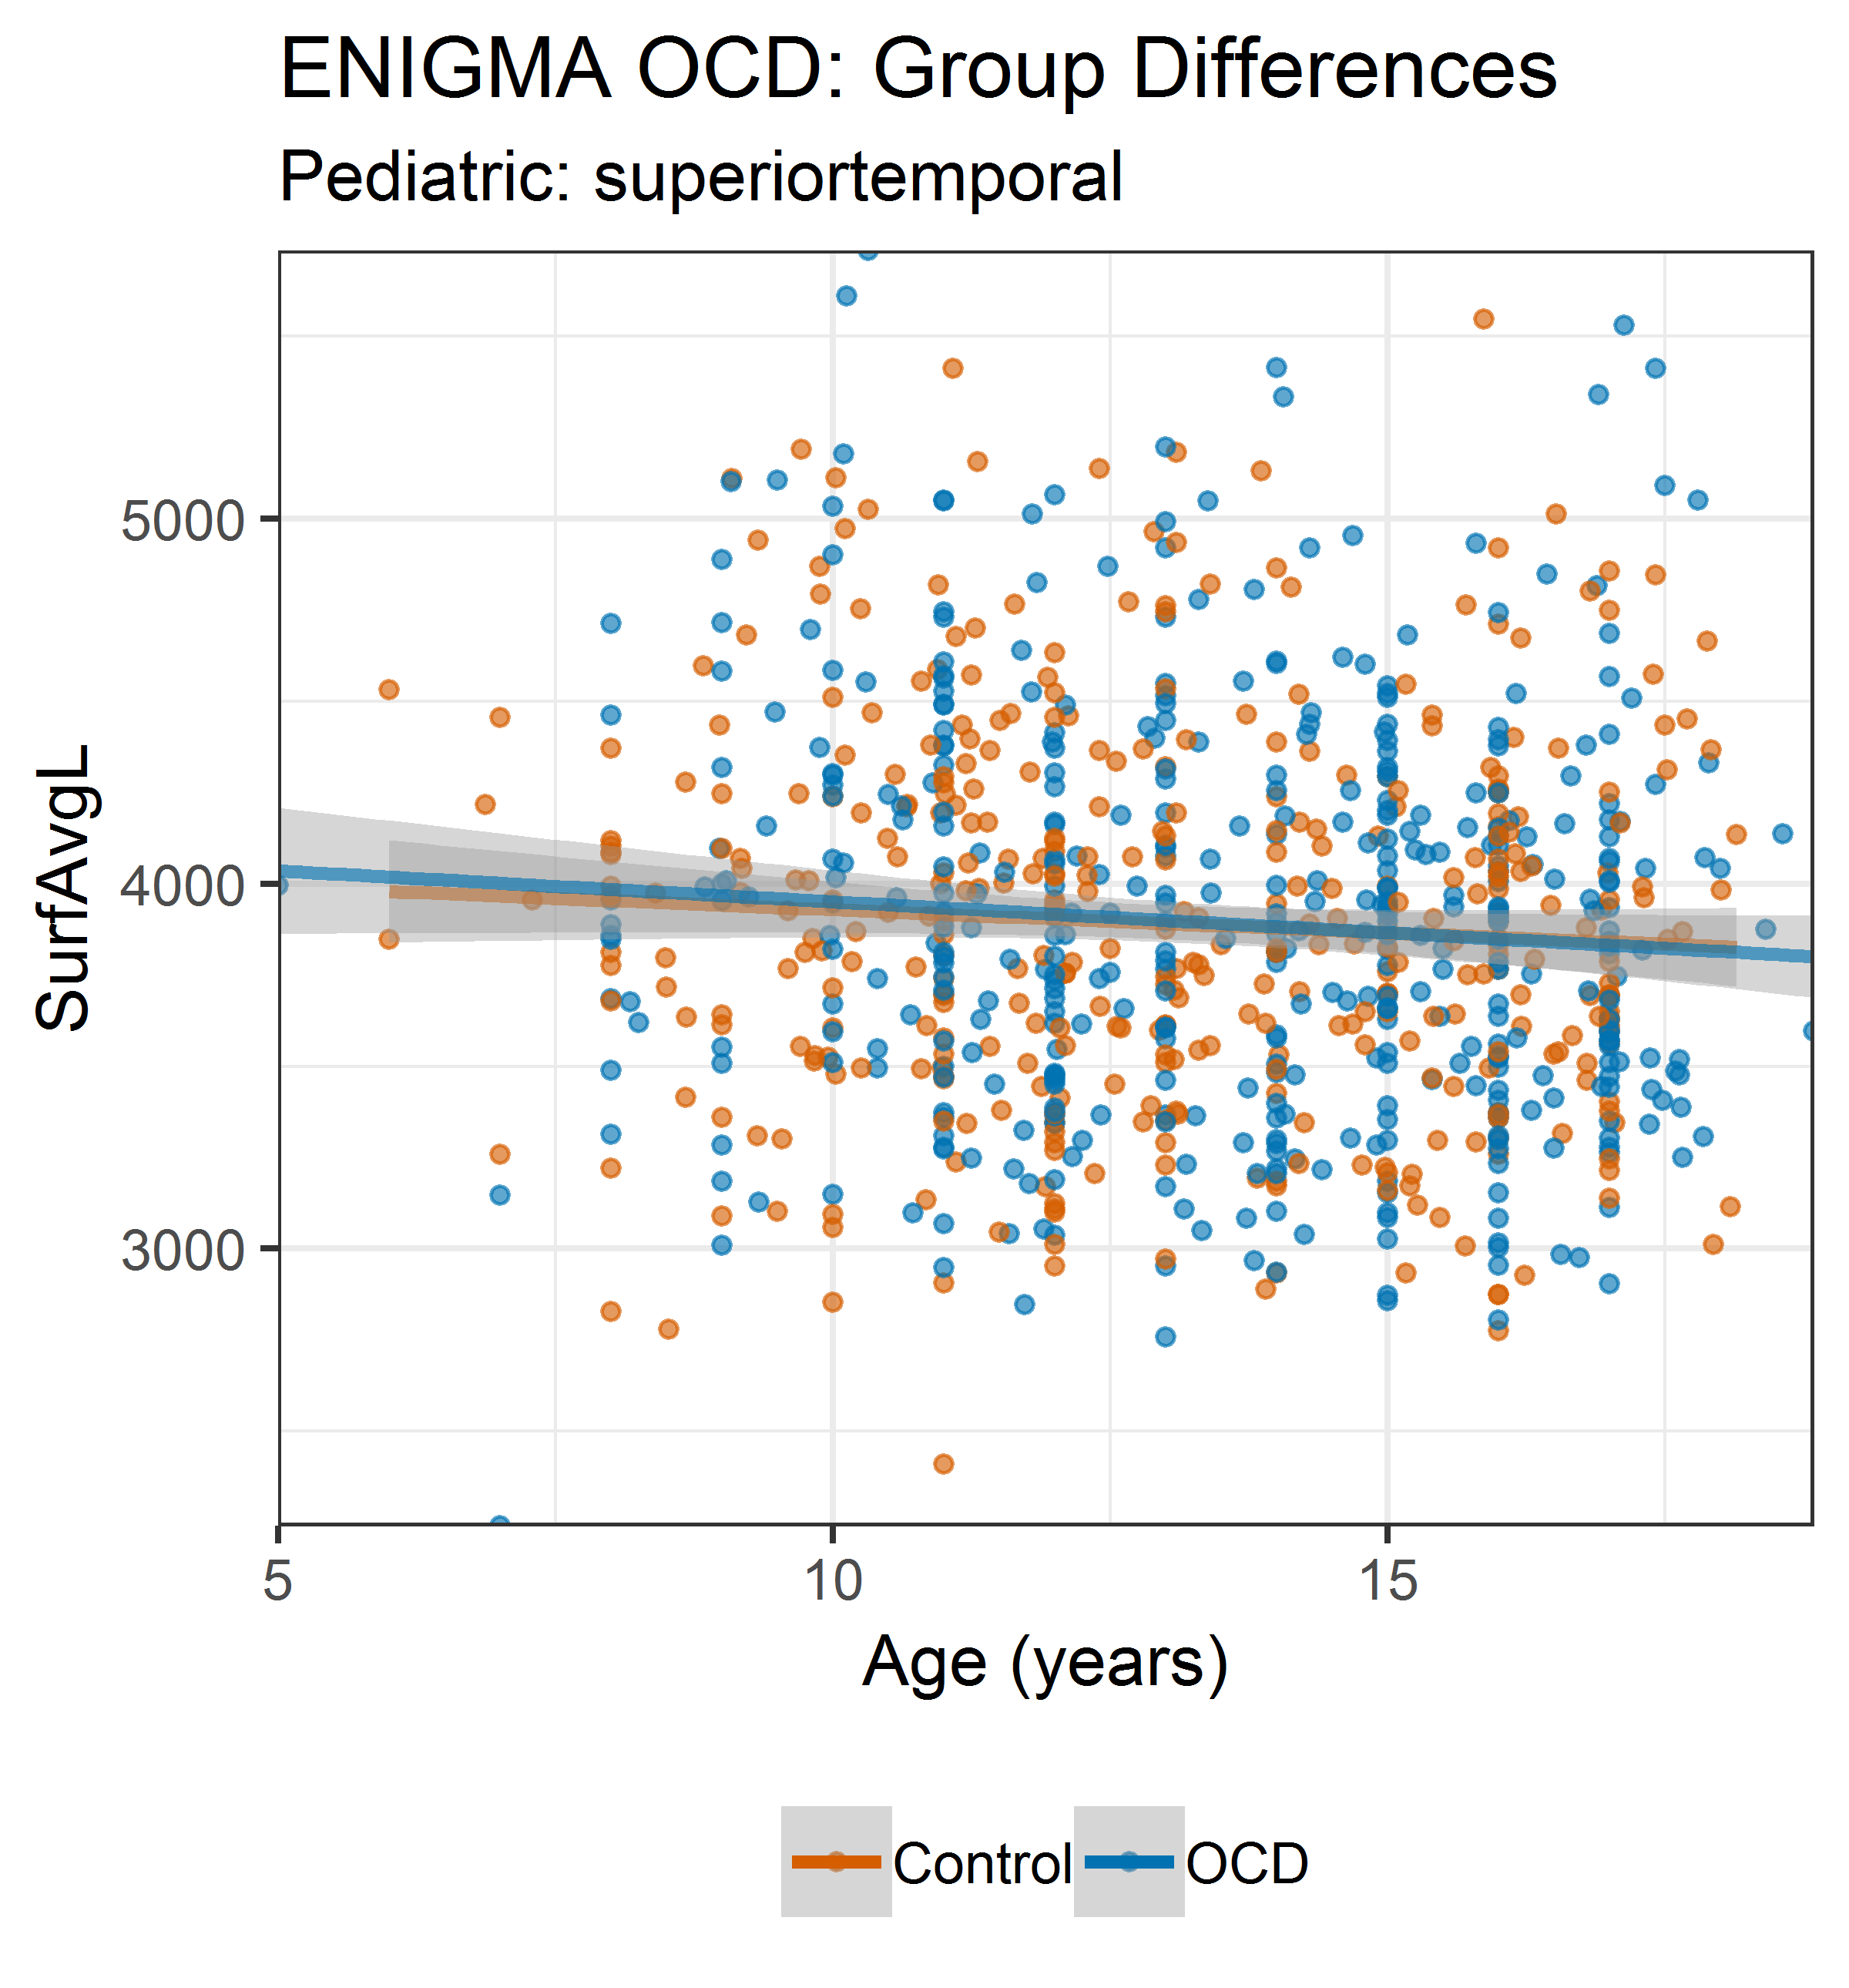 ENIGMA OCD: Group Differences
Pediatric: superiortemporal
SurfAvgL
5000
4000
3000
5 10 15
Age (years)
Control OCD